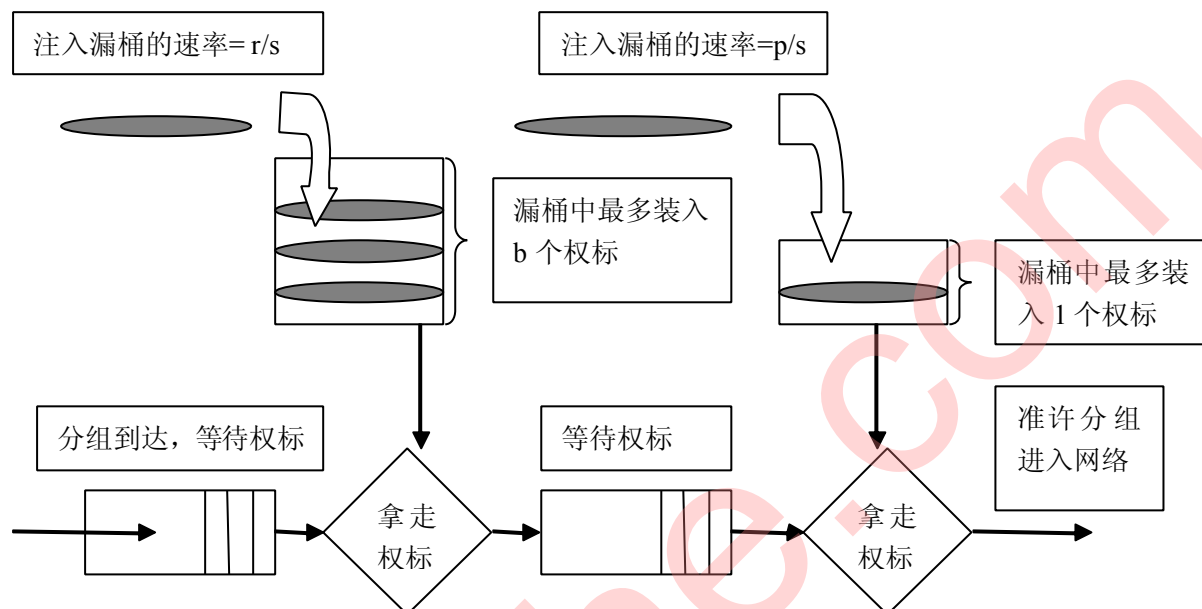 注入漏桶的速率= r/s
注入漏桶的速率=p/s
漏桶中最多装入
b 个权标
漏桶中最多装
入 1 个权标
分组到达，等待权标
等待权标
准许分组
进入网络
拿走
权标
拿走
权标
he.com